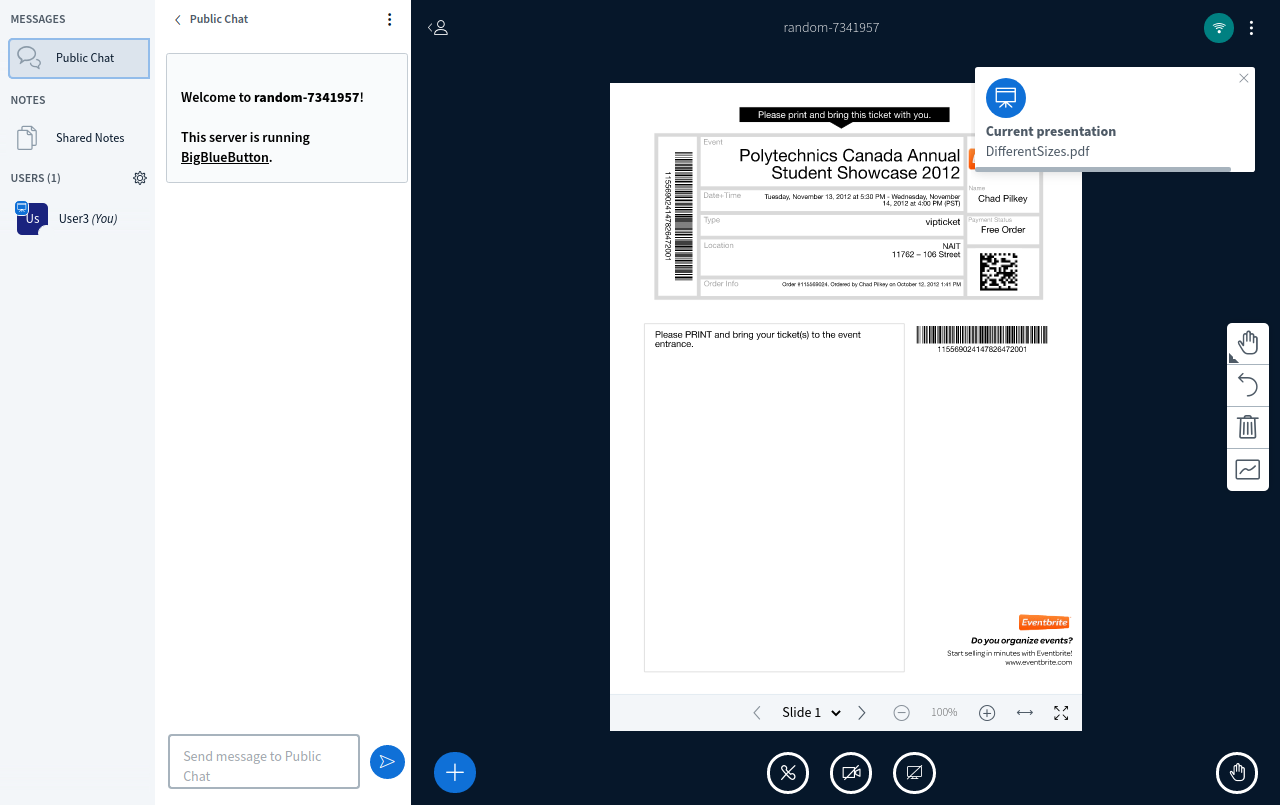 MESSAGES
Public Chat
NOTES
Shared Notes
USERS (1)
Us
User3 (You)
Public Chat
Welcome to random-7341957!
This server is running
BigBlueButton.
Send message to Public
Chat
random-7341957
Current presentation
DifferentSizes.pdf
Please print and bring this ticket with you.
Event
Polytechnics Canada Annual
Student Showcase 2012
Date+Time
Tuesday, November 13, 2012 at 5:30 PM - Wednesday, November
14, 2012 at 4:00 PM (PST)
Type
vipticket
Location
NAIT
11762 – 106 Street
Order Info
Order #115569024. Ordered by Chad Pilkey on October 12, 2012 1:41 PM
Name
Chad Pilkey
Payment Status
Free Order
115569024147826472001
Please PRINT and bring your ticket(s) to the event
entrance.
115569024147826472001
Eventbrite
Do you organize events?
Start selling in minutes with Eventbrite!
www.eventbrite.com
Slide 1
100%